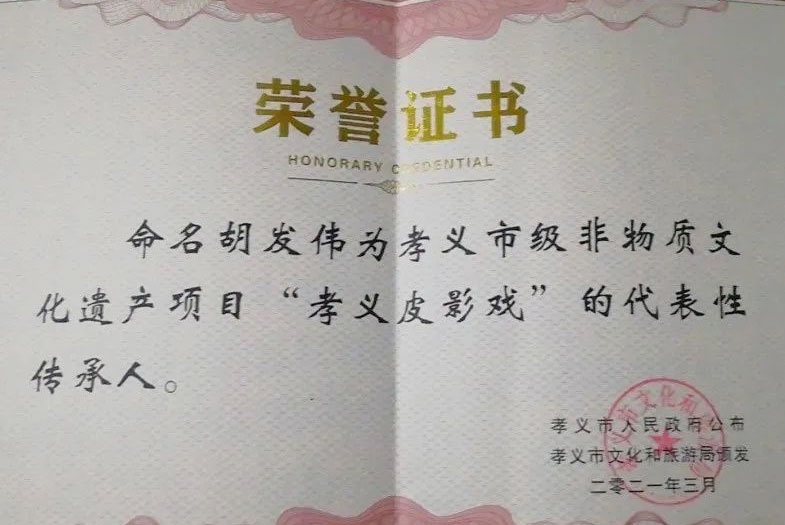 荣誉证书
HONORARY CREDENTIAL
命名胡发伟为孝义市级非物质文
化遗产项目“孝义皮影戏”的代表性
传承人。
孝义市人民政府公布
孝义市文化和旅游局颁发
二零二一年三月